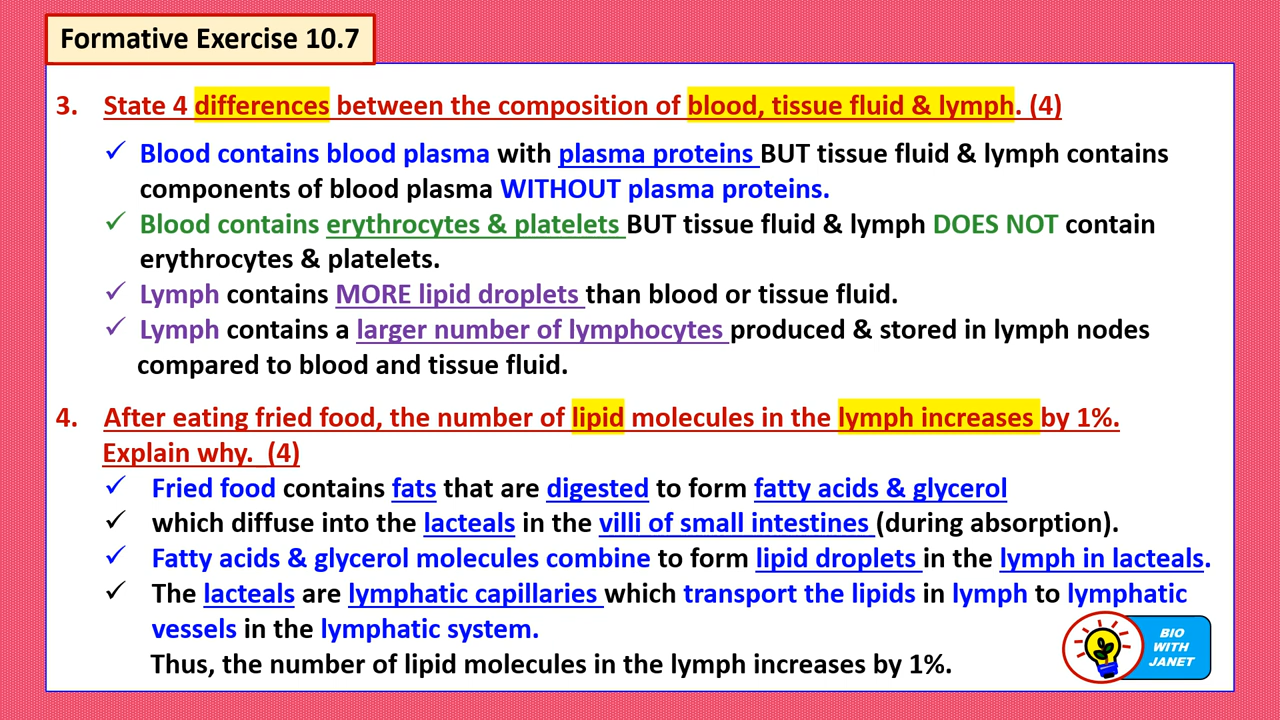 Formative Exercise 10.7
3. State 4 differences between the composition of blood, tissue fluid & lymph. (4)
✓ Blood contains blood plasma with plasma proteins BUT tissue fluid & lymph contains
components of blood plasma WITHOUT plasma proteins.
✓ Blood contains erythrocytes & platelets BUT tissue fluid & lymph DOES NOT contain
erythrocytes & platelets.
✓ Lymph contains MORE lipid droplets than blood or tissue fluid.
✓ Lymph contains a larger number of lymphocytes produced & stored in lymph nodes
compared to blood and tissue fluid.
4. After eating fried food, the number of lipid molecules in the lymph increases by 1%.
Explain why. (4)
✓ Fried food contains fats that are digested to form fatty acids & glycerol
✓ which diffuse into the lacteals in the villi of small intestines (during absorption).
✓ Fatty acids & glycerol molecules combine to form lipid droplets in the lymph in lacteals.
✓ The lacteals are lymphatic capillaries which transport the lipids in lymph to lymphatic
vessels in the lymphatic system.
Thus, the number of lipid molecules in the lymph increases by 1%.
BIO
WITH
JANET